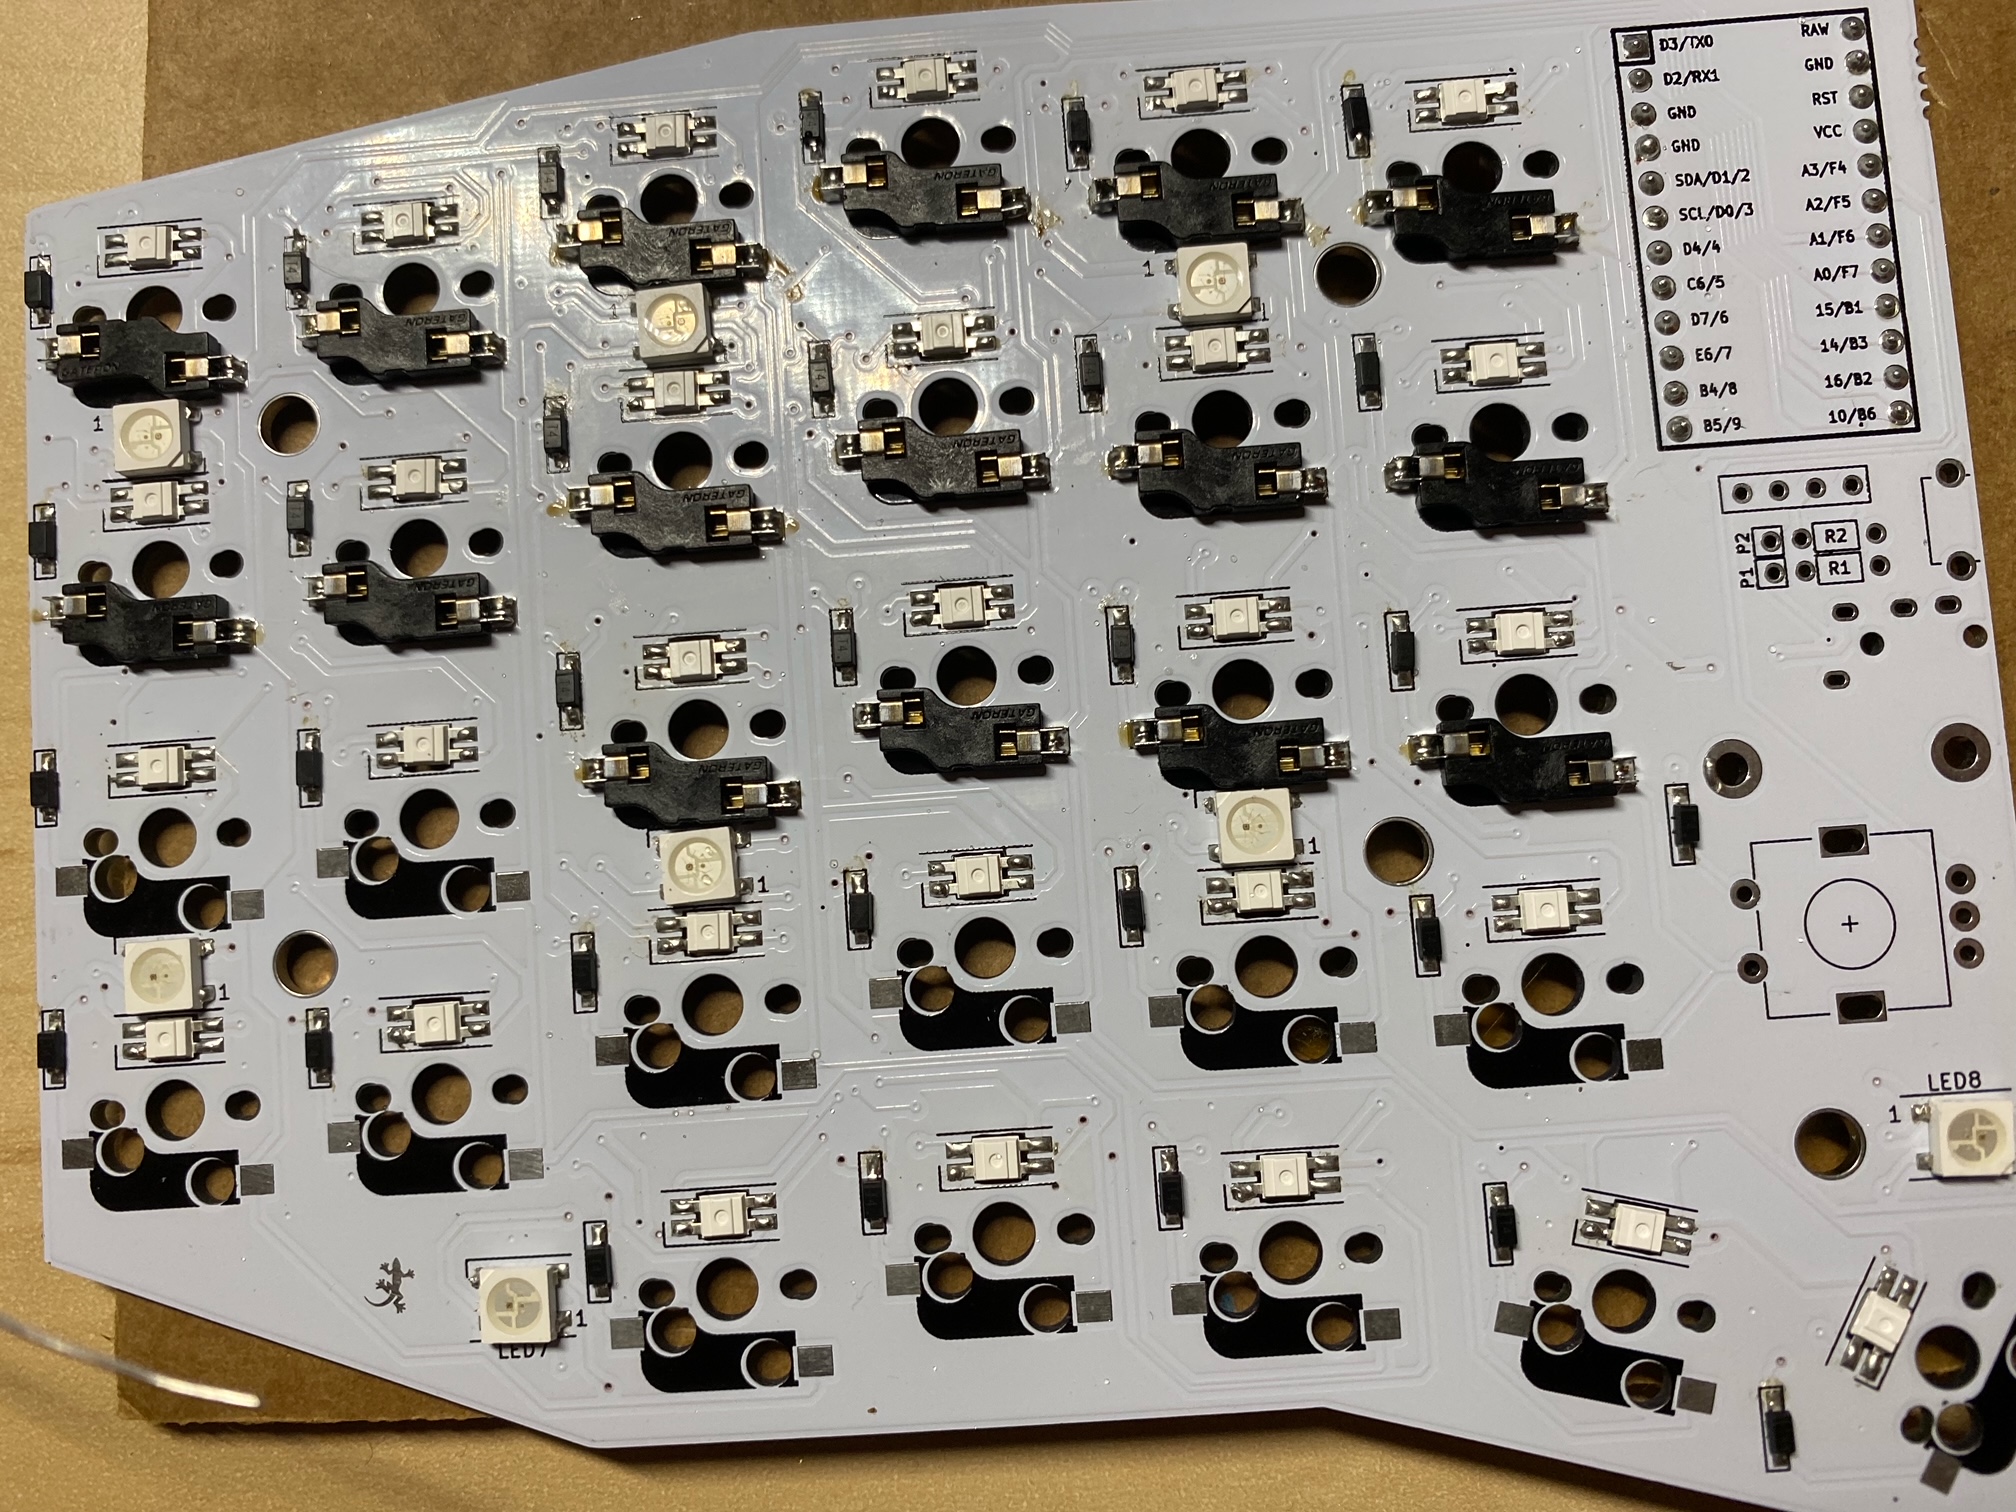 D3/TX0 RAW
D2/RX1 GND
GND RST
GND VCC
SDA/D1/2 A3/F4
SCL/D0/3 A2/F5
D4/4 A1/F6
C6/5 A0/F7
D7/6 15/B1
E6/7 14/B3
B4/8 16/B2
B5/9 10/B6
P2 R2
P1 R1
GATERON
GATERON
GATERON
GATERON
GATERON
GATERON
GATERON
GATERON
GATERON
GATERON
GATERON
GATERON
GATERON
1
1
1
1
1
LED8
1
1
LED7